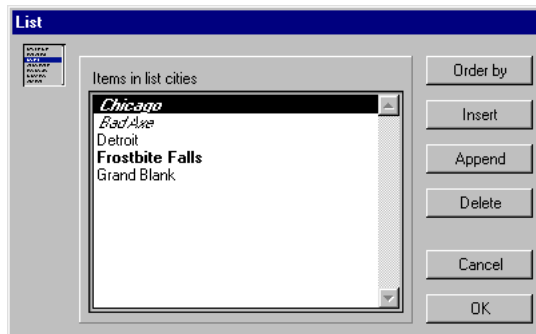 List
Items in list cities
Chicago
Bad Axe
Detroit
Frostbite Falls
Grand Blank
Order by
Insert
Append
Delete
Cancel
OK